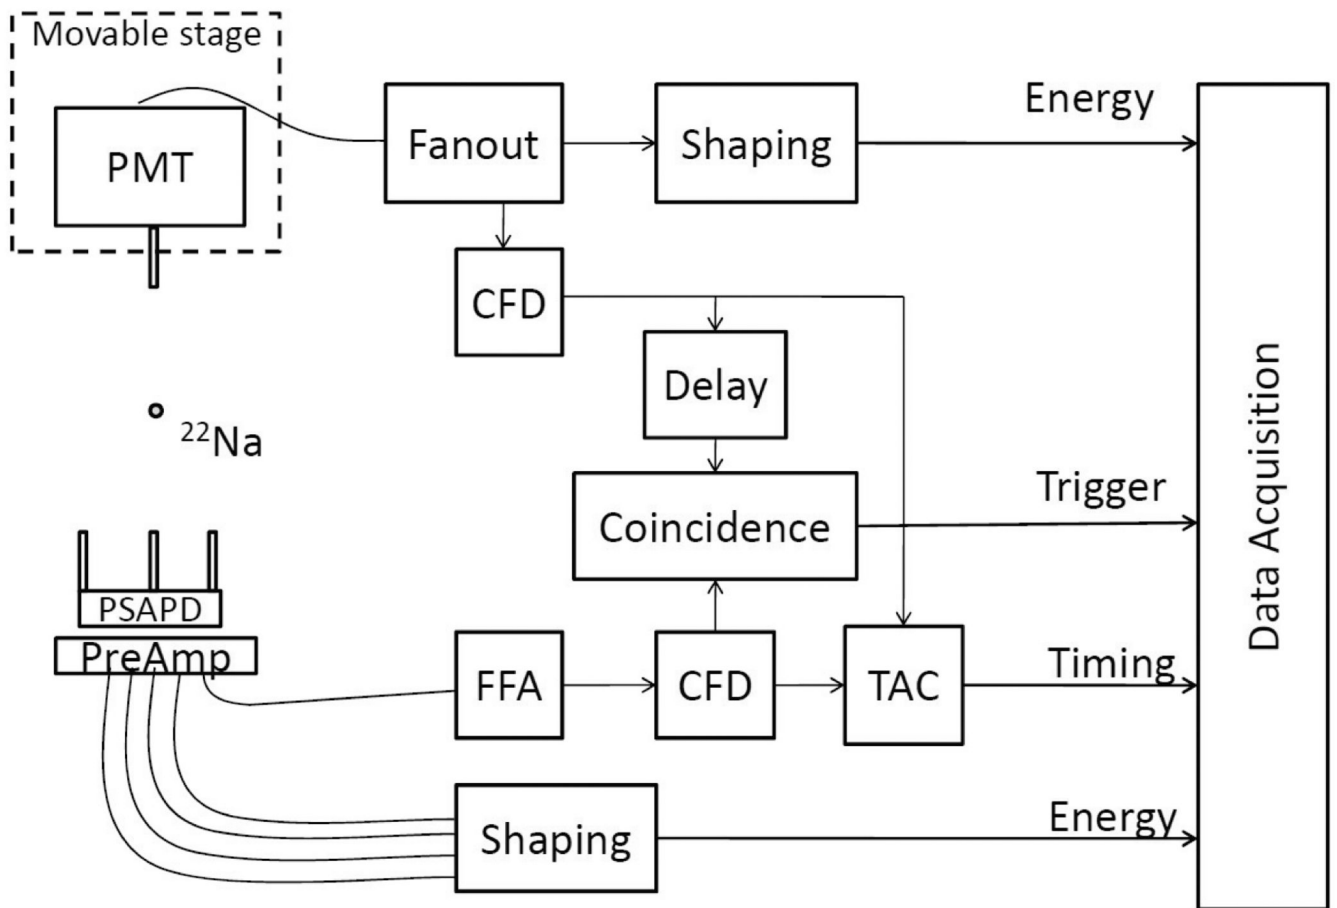 Movable stage
PMT
Fanout
Shaping
Energy
CFD
Delay
²²Na
Coincidence
Trigger
Data Acquisition
PSAPD
PreAmp
FFA
CFD
TAC
Timing
Shaping
Energy